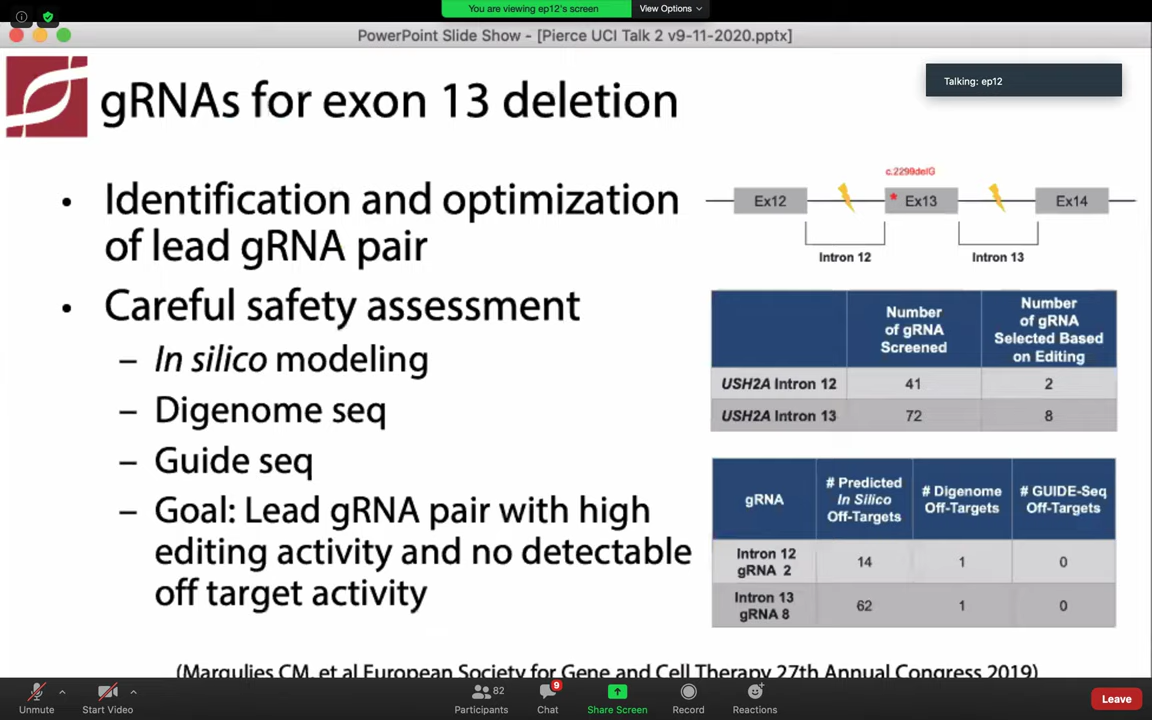 You are viewing ep12's screen
View Options
PowerPoint Slide Show - [Pierce UCI Talk 2 v9-11-2020.pptx]
Talking: ep12
gRNAs for exon 13 deletion
• Identification and optimization
of lead gRNA pair
• Careful safety assessment
– In silico modeling
– Digenome seq
– Guide seq
– Goal: Lead gRNA pair with high
editing activity and no detectable
off target activity
c.2299delG
Ex12
* Ex13
Ex14
Intron 12
Intron 13
Number
of gRNA
Screened
Number
of gRNA
Selected Based
on Editing
USH2A Intron 12 41 2
USH2A Intron 13 72 8
gRNA
# Predicted
In Silico
Off-Targets
# Digenome
Off-Targets
# GUIDE-Seq
Off-Targets
Intron 12
gRNA 2
14 1 0
Intron 13
gRNA 8
62 1 0
(Margulies CM, et al European Society for Gene and Cell Therapy 27th Annual Congress 2019)
Unmute
Start Video
82
Participants
9
Chat
Share Screen
Record
Reactions
Leave